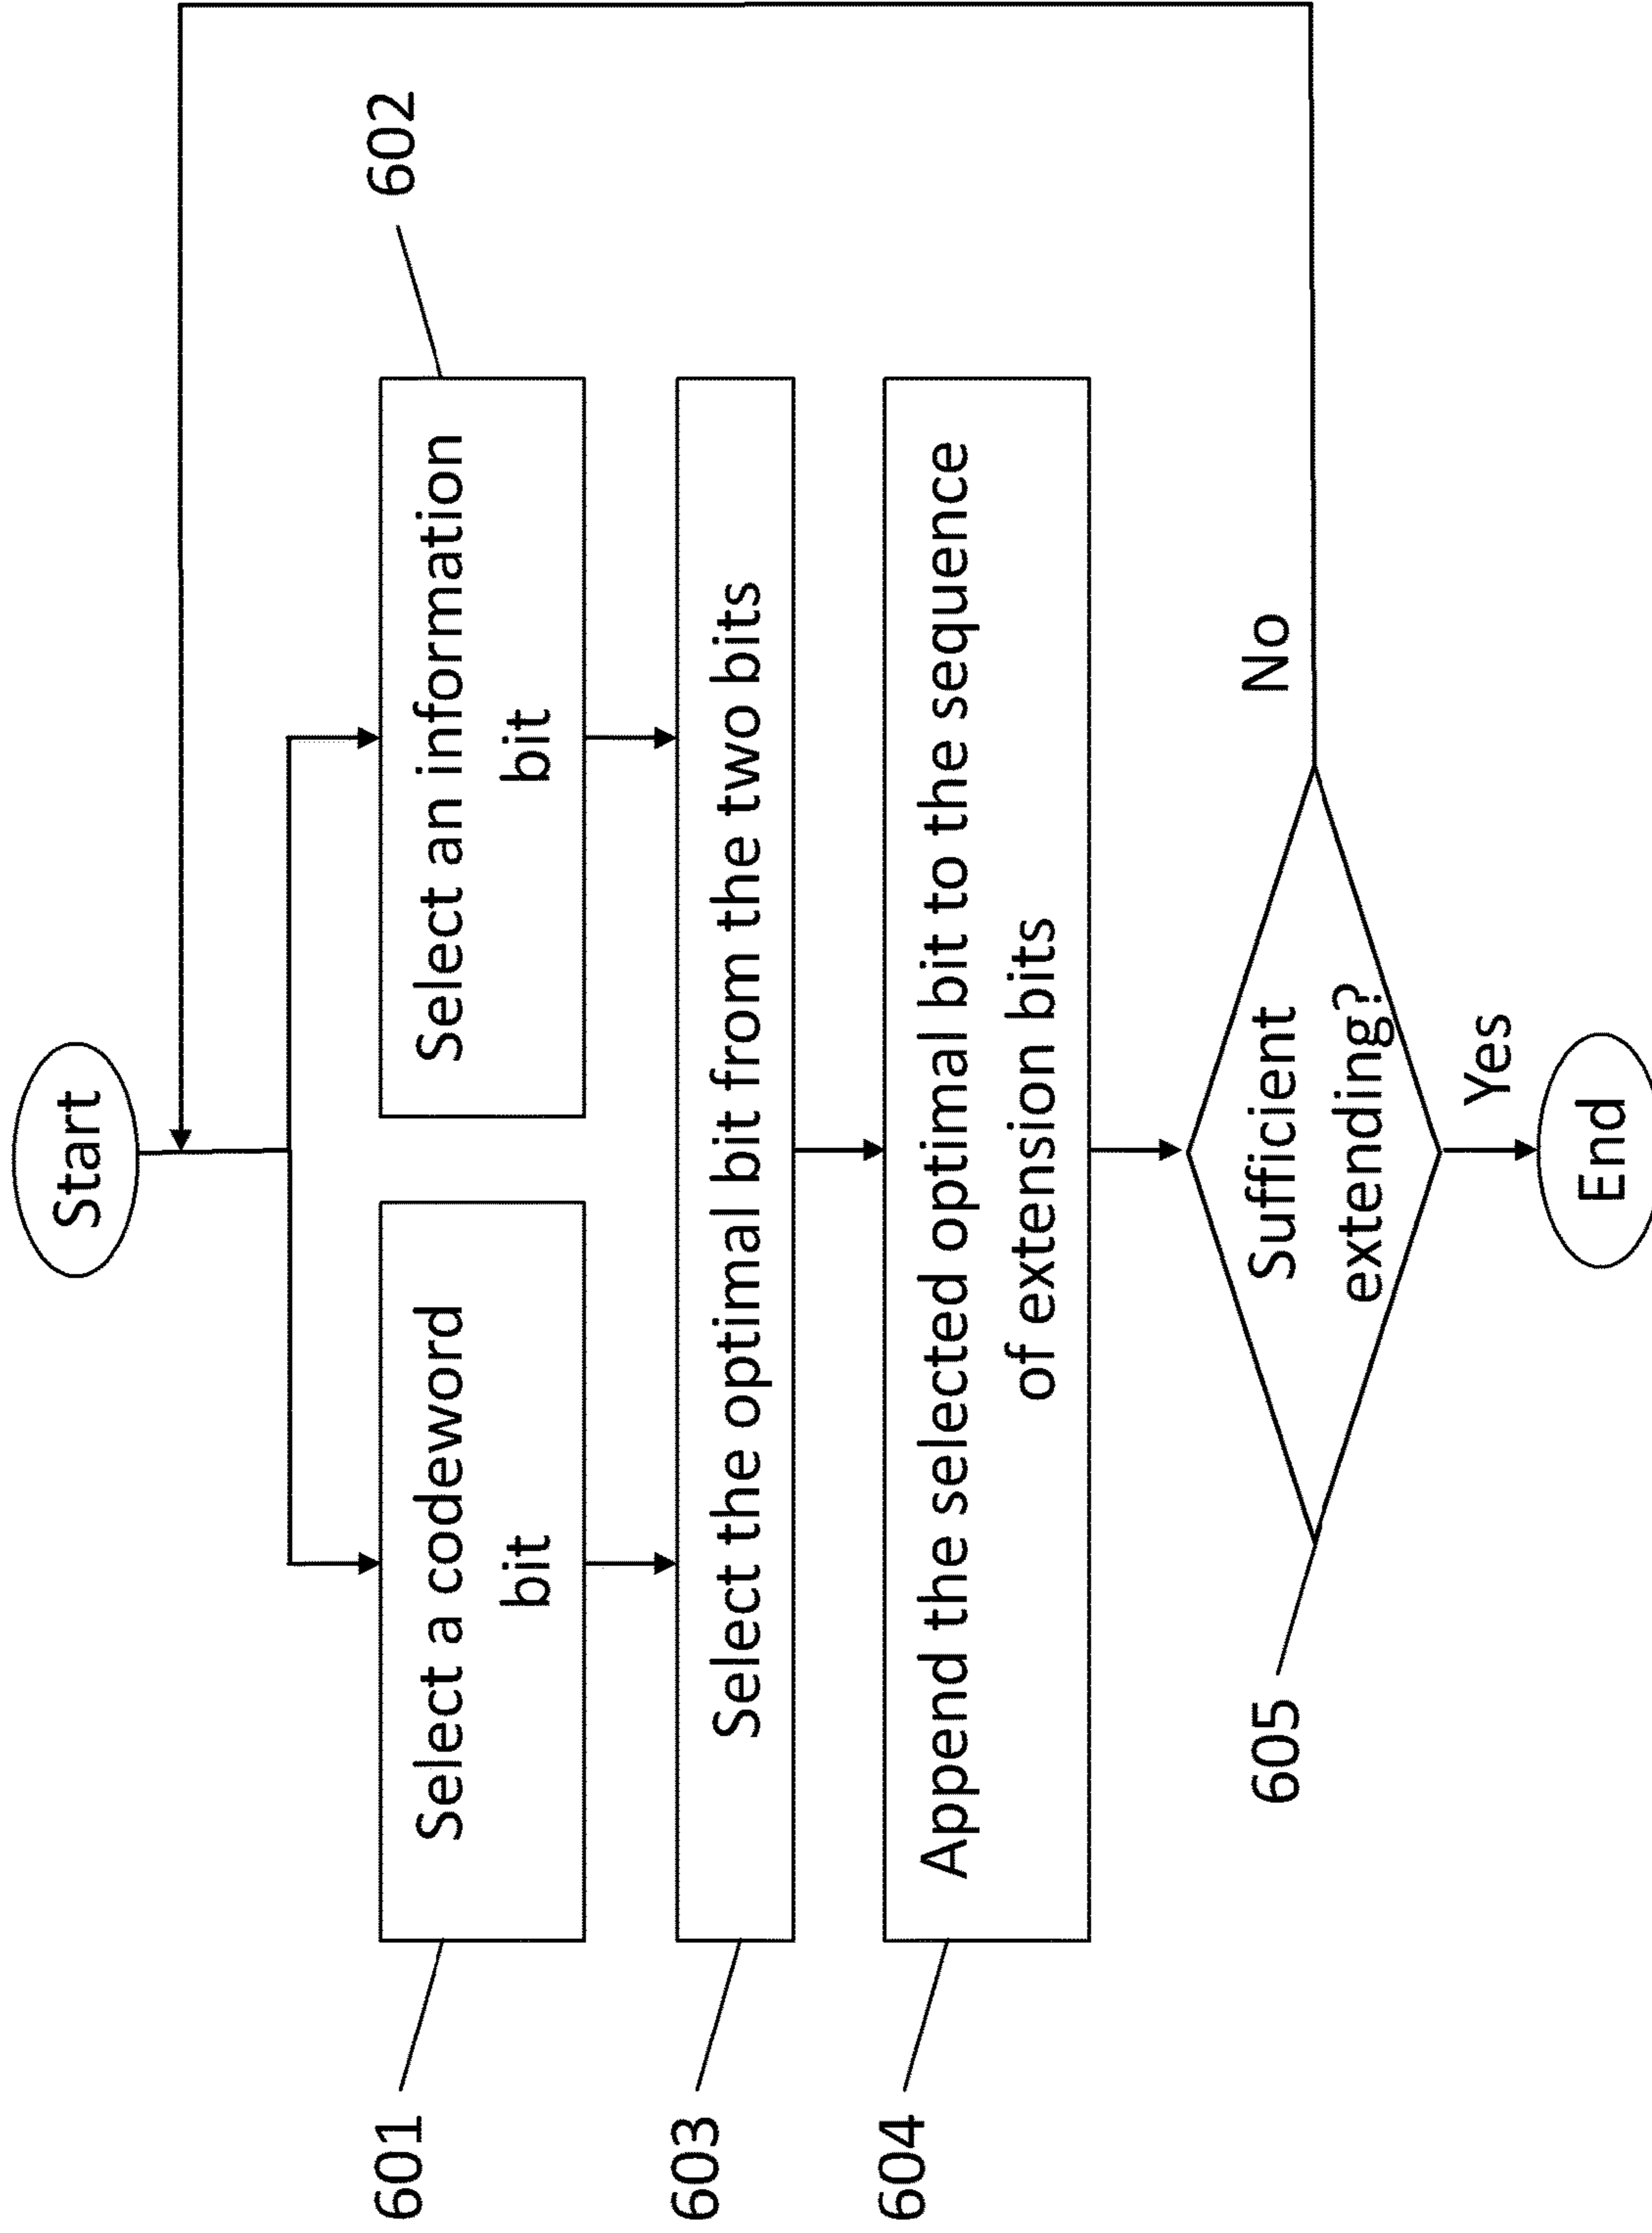 Start
601
Select a codeword
bit
Select an information
bit
602
603
Select the optimal bit from the two bits
604
Append the selected optimal bit to the sequence
of extension bits
605
Sufficient
extending?
No
Yes
End